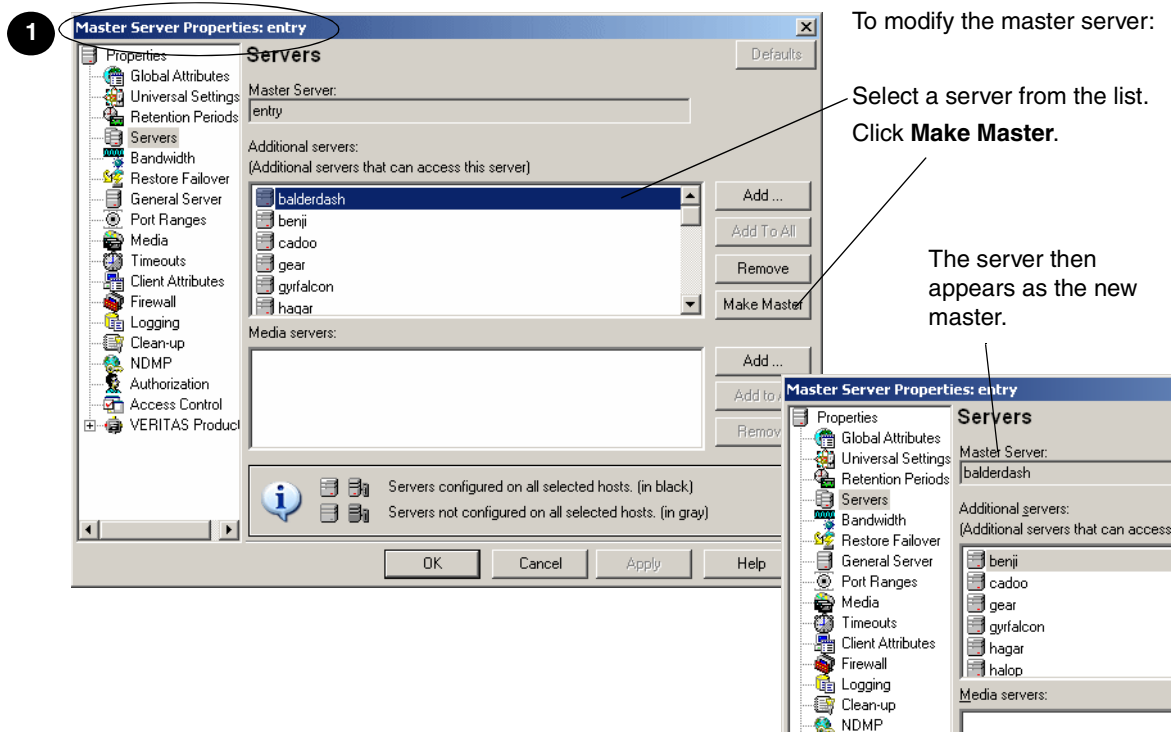 1
Master Server Properties: entry
Properties
Global Attributes
Universal Settings
Retention Periods
Servers
Bandwidth
Restore Failover
General Server
Port Ranges
Media
Timeouts
Client Attributes
Firewall
Logging
Clean-up
NDMP
Authorization
Access Control
VERITAS Product
Servers
Defaults
Master Server:
entry
Additional servers:
(Additional servers that can access this server)
balderdash
benji
cadoo
gear
gyrfalcon
hagar
Add ...
Add To All
Remove
Make Master
Media servers:
Add ...
Add to
Remov
Servers configured on all selected hosts. (in black)
Servers not configured on all selected hosts. (in gray)
OK
Cancel
Apply
Help
To modify the master server:
Select a server from the list.
Click Make Master.
The server then
appears as the new
master.
Master Server Properties: entry
Properties
Global Attributes
Universal Settings
Retention Periods
Servers
Bandwidth
Restore Failover
General Server
Port Ranges
Media
Timeouts
Client Attributes
Firewall
Logging
Clean-up
NDMP
Servers
Master Server:
balderdash
Additional servers:
(Additional servers that can access
benji
cadoo
gear
gyrfalcon
hagar
halop
Media servers: